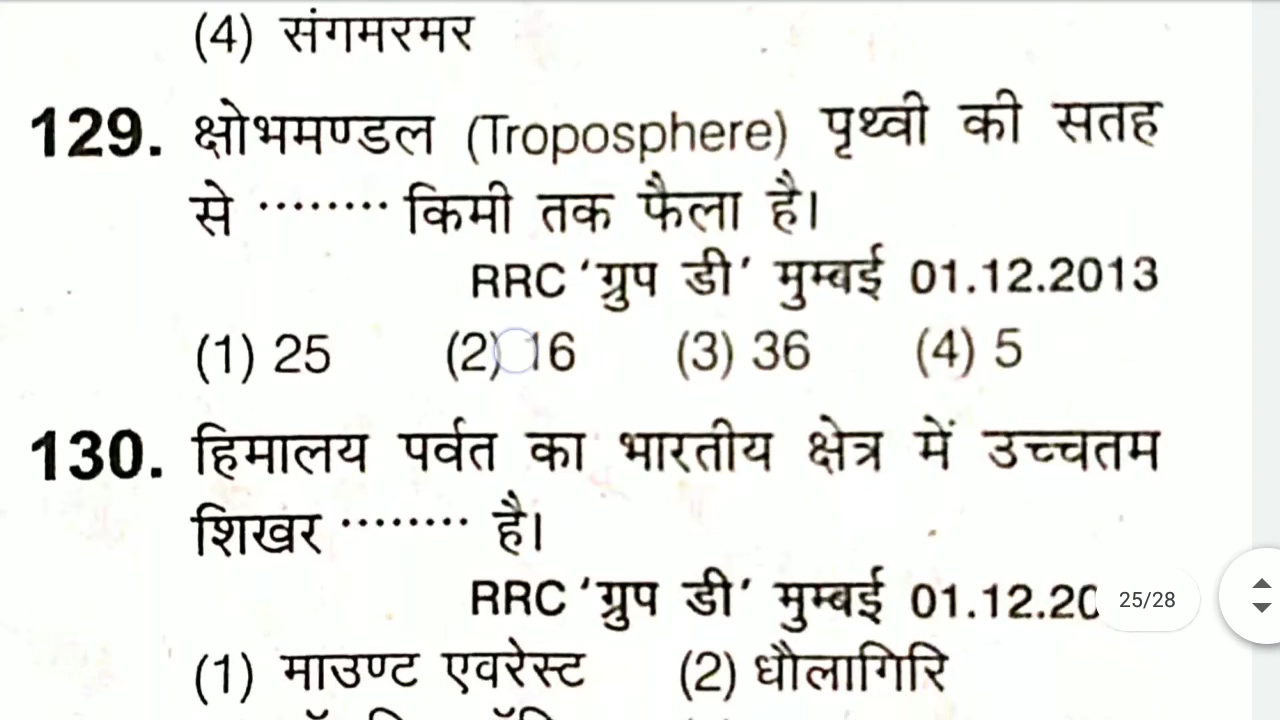 (4) संगमरमर
129. क्षोभमण्डल (Troposphere) पृथ्वी की सतह
से ........ किमी तक फैला है।
RRC ‘ग्रुप डी’ मुम्बई 01.12.2013
(1) 25 (2) 16 (3) 36 (4) 5
130. हिमालय पर्वत का भारतीय क्षेत्र में उच्चतम
शिखर ........ है।
RRC ‘ग्रुप डी’ मुम्बई 01.12.20
25/28
(1) माउण्ट एवरेस्ट (2) धौलागिरि